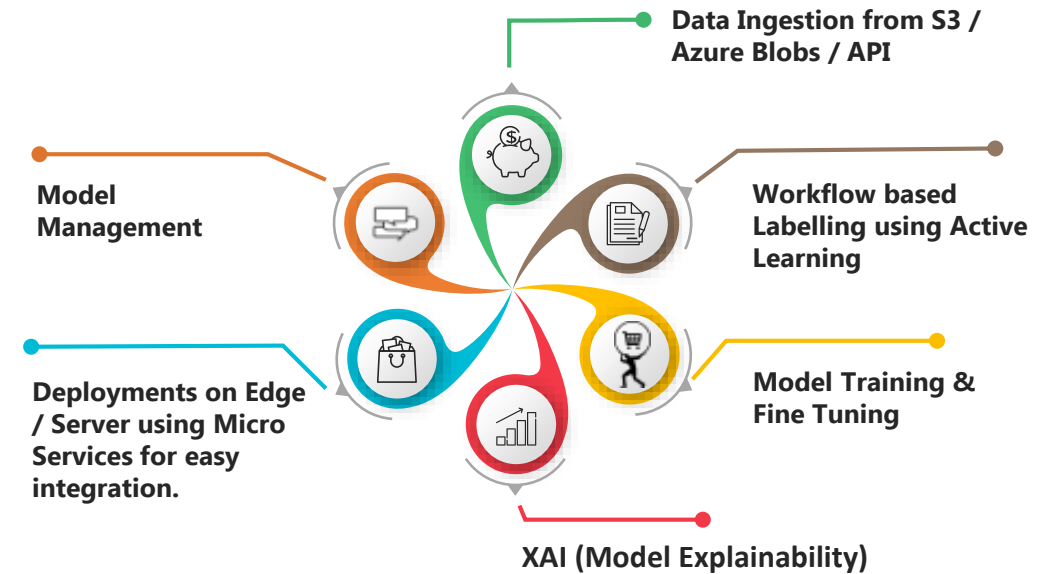 Data Ingestion from S3 /
Azure Blobs / API
Workflow based
Labelling using Active
Learning
Model Training &
Fine Tuning
XAI (Model Explainability)
Deployments on Edge
/ Server using Micro
Services for easy
integration.
Model
Management
$